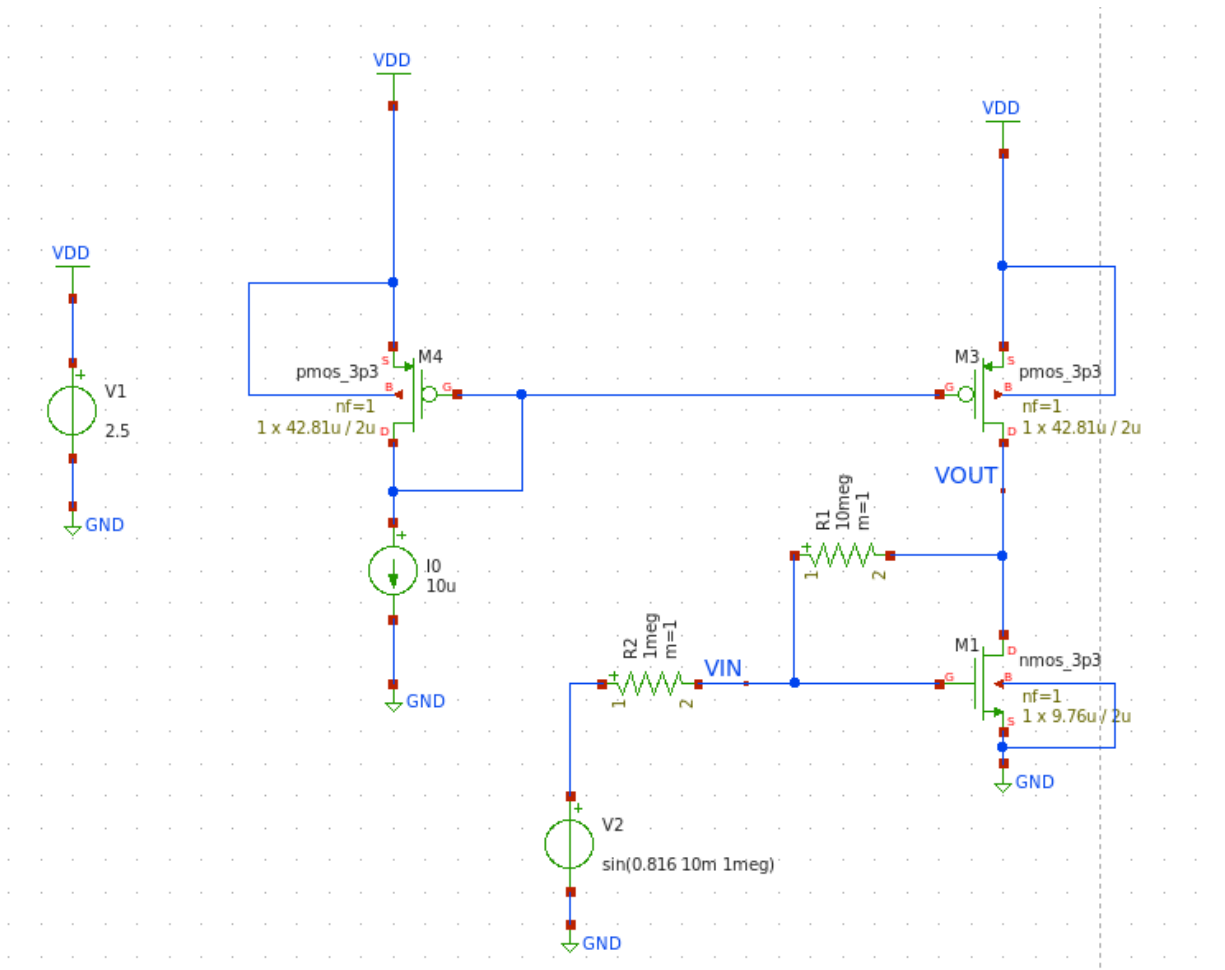 VDD
VDD
VDD
+
V1
2.5
GND
S
M4
pmos_3p3
B
G
nf=1
1 x 42.81u / 2u
D
+
I0
10u
GND
M3
S
pmos_3p3
G
B
nf=1
1 x 42.81u / 2u
D
VOUT
R1
10meg
m=1
+
1
2
R2
1meg
m=1
+
1
2
VIN
M1
D
nmos_3p3
G
B
nf=1
1 x 9.76u / 2u
S
GND
+
V2
sin(0.816 10m 1meg)
GND